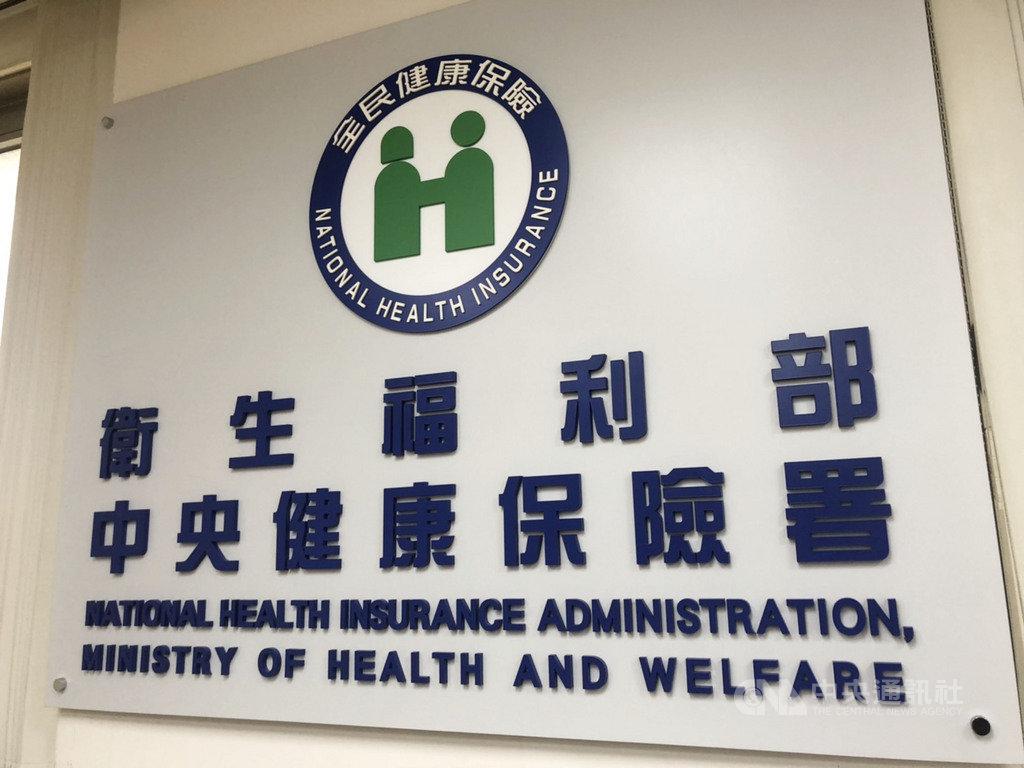 全民健康保險
NATIONAL HEALTH INSURANCE
衛生福利部
中央健康保險署
NATIONAL HEALTH INSURANCE ADMINISTRATION,
MINISTRY OF HEALTH AND WELFARE
CNA 中央通訊社
THE CENTRAL NEWS AGENCY